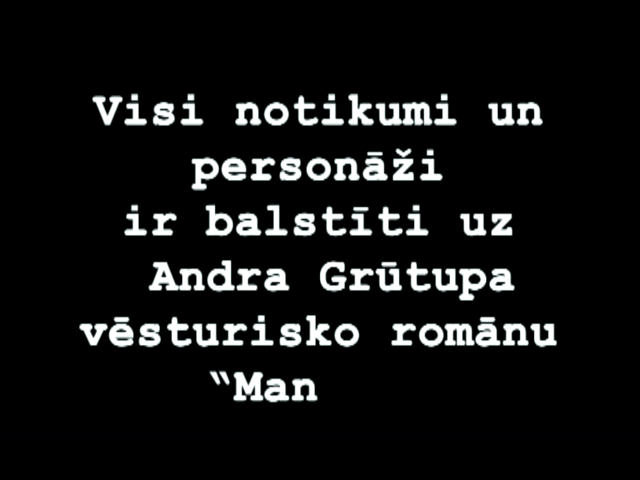 Visi notikumi un
personāži
ir balstīti uz
Andra Grūtupa
vēsturisko romānu
“Man